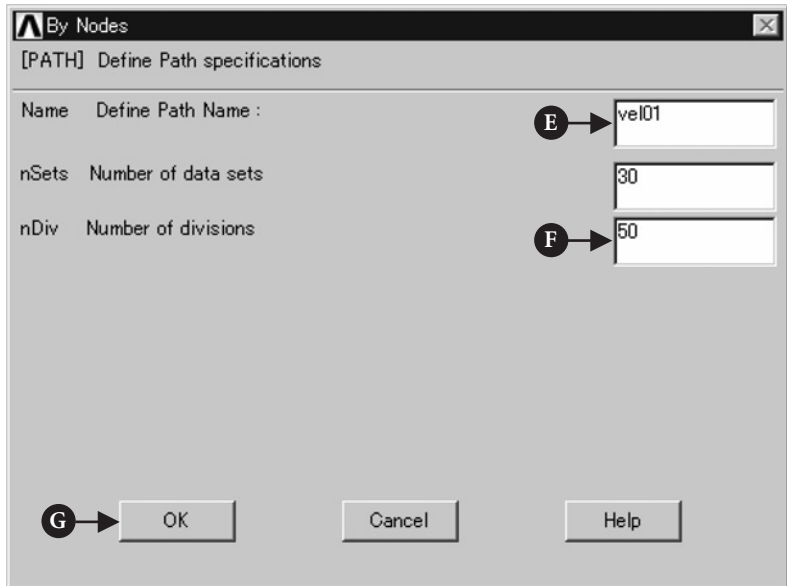 By Nodes
[PATH] Define Path specifications
Name Define Path Name :
E vel01
nSets Number of data sets
30
nDiv Number of divisions
F 50
G OK Cancel Help